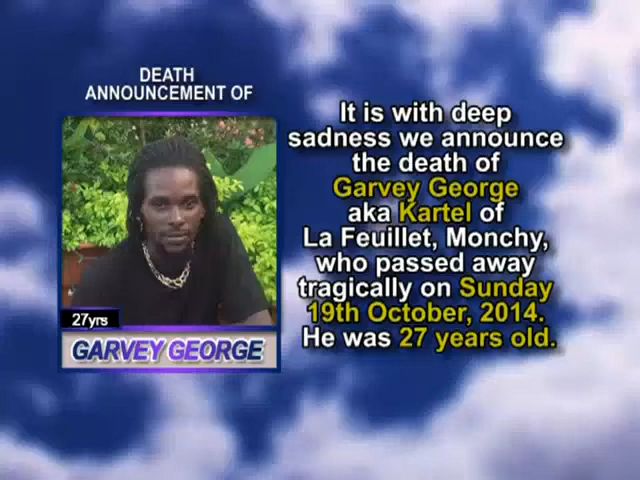 DEATH
ANNOUNCEMENT OF
27yrs
GARVEY GEORGE
It is with deep
sadness we announce
the death of
Garvey George
aka Kartel of
La Feuillet, Monchy,
who passed away
tragically on Sunday
19th October, 2014.
He was 27 years old.